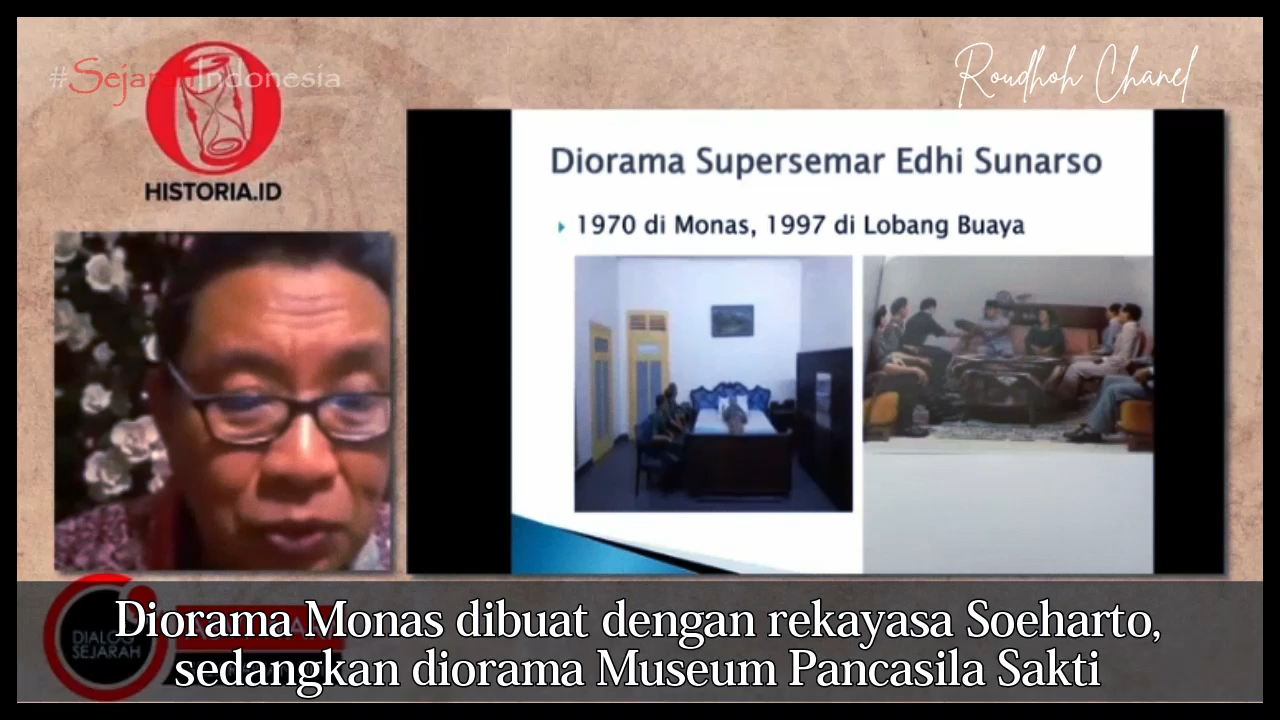 #Sejarah Indonesia
Roudhoh Chanel
HISTORIA.ID
Diorama Supersemar Edhi Sunarso
1970 di Monas, 1997 di Lobang Buaya
DIALOG
SEJARAH
Diorama Monas dibuat dengan rekayasa Soeharto,
sedangkan diorama Museum Pancasila Sakti